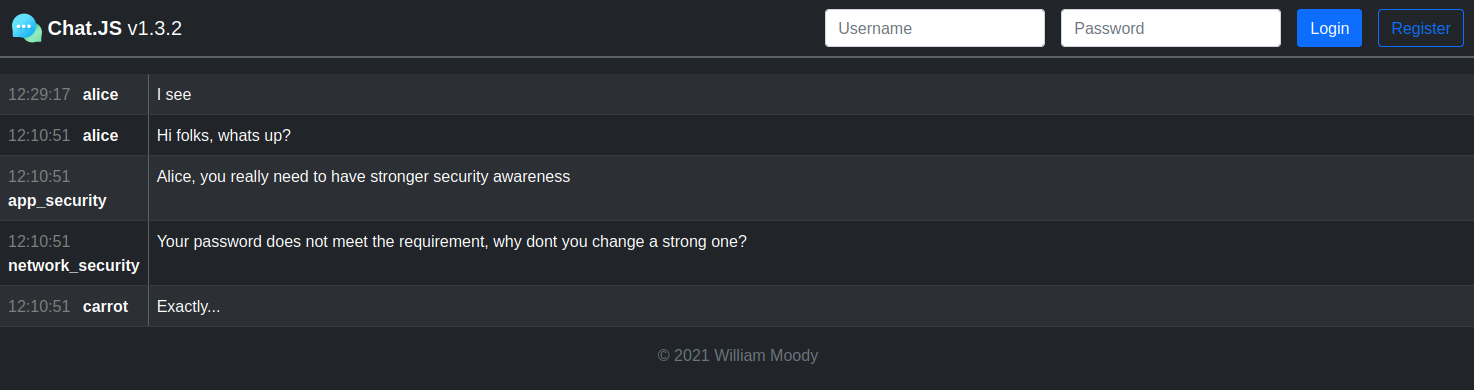 Chat.JS v1.3.2 Username Password Login Register
12:29:17 alice I see
12:10:51 alice Hi folks, whats up?
12:10:51 Alice, you really need to have stronger security awareness
app_security
12:10:51 Your password does not meet the requirement, why dont you change a strong one?
network_security
12:10:51 carrot Exactly...
© 2021 William Moody